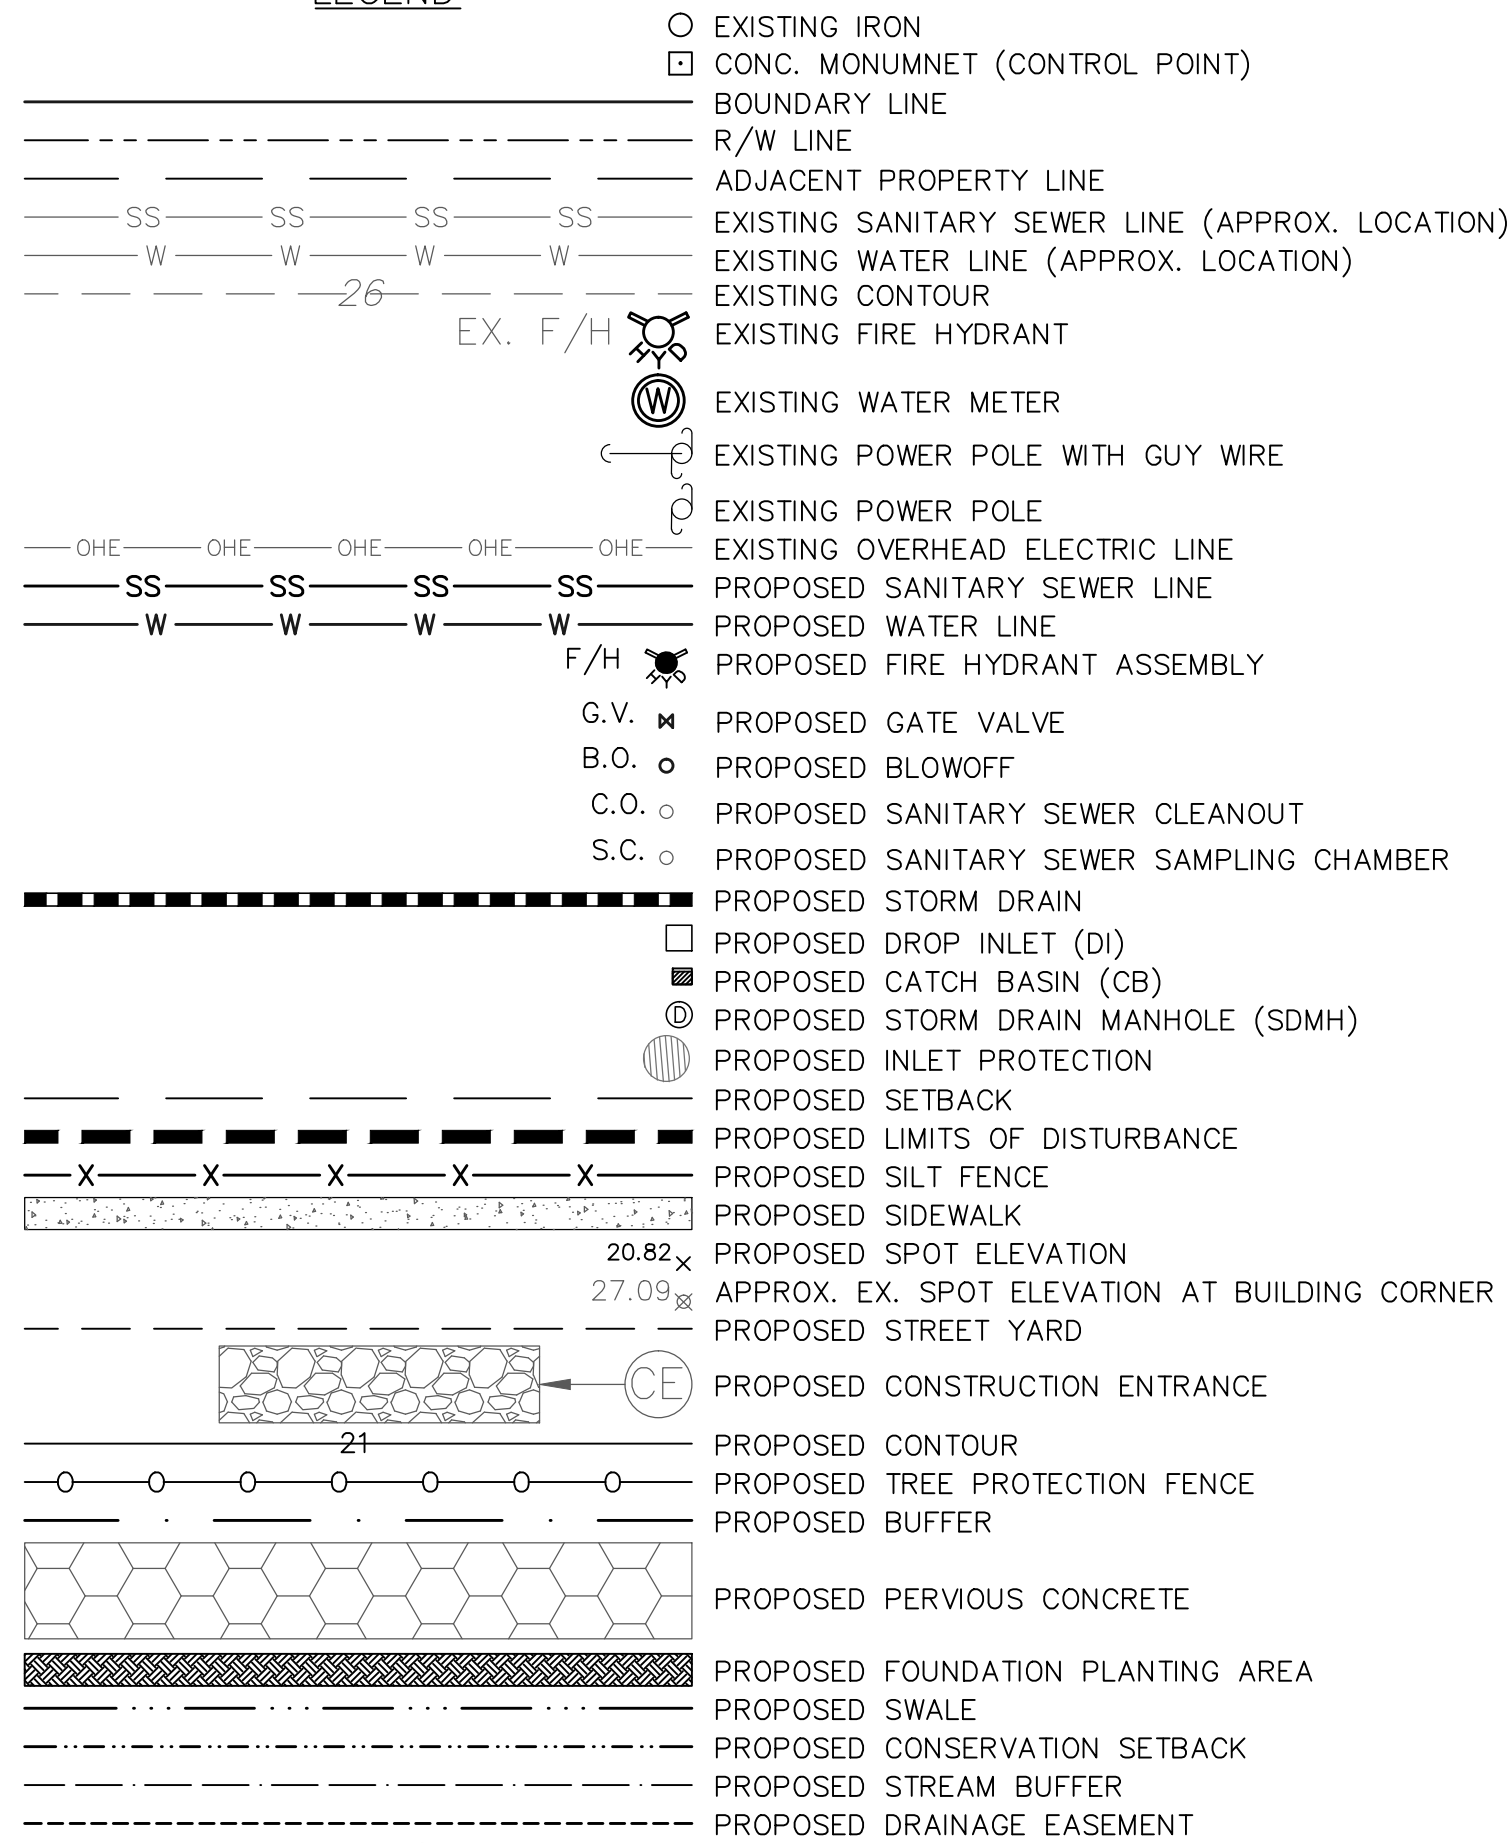 LEGEND
EXISTING IRON
CONC. MONUMNET (CONTROL POINT)
BOUNDARY LINE
R/W LINE
ADJACENT PROPERTY LINE
SS SS SS SS EXISTING SANITARY SEWER LINE (APPROX. LOCATION)
W W W W EXISTING WATER LINE (APPROX. LOCATION)
26 EXISTING CONTOUR
EX. F/H HYD EXISTING FIRE HYDRANT
W EXISTING WATER METER
EXISTING POWER POLE WITH GUY WIRE
EXISTING POWER POLE
OHE OHE OHE OHE OHE EXISTING OVERHEAD ELECTRIC LINE
SS SS SS SS PROPOSED SANITARY SEWER LINE
W W W W PROPOSED WATER LINE
F/H HYD PROPOSED FIRE HYDRANT ASSEMBLY
G.V. PROPOSED GATE VALVE
B.O. PROPOSED BLOWOFF
C.O. PROPOSED SANITARY SEWER CLEANOUT
S.C. PROPOSED SANITARY SEWER SAMPLING CHAMBER
PROPOSED STORM DRAIN
PROPOSED DROP INLET (DI)
PROPOSED CATCH BASIN (CB)
D PROPOSED STORM DRAIN MANHOLE (SDMH)
PROPOSED INLET PROTECTION
PROPOSED SETBACK
PROPOSED LIMITS OF DISTURBANCE
X X X X X PROPOSED SILT FENCE
PROPOSED SIDEWALK
20.82 PROPOSED SPOT ELEVATION
27.09 APPROX. EX. SPOT ELEVATION AT BUILDING CORNER
PROPOSED STREET YARD
CE PROPOSED CONSTRUCTION ENTRANCE
21 PROPOSED CONTOUR
O O O O O O O PROPOSED TREE PROTECTION FENCE
PROPOSED BUFFER
PROPOSED PERVIOUS CONCRETE
PROPOSED FOUNDATION PLANTING AREA
PROPOSED SWALE
PROPOSED CONSERVATION SETBACK
PROPOSED STREAM BUFFER
PROPOSED DRAINAGE EASEMENT